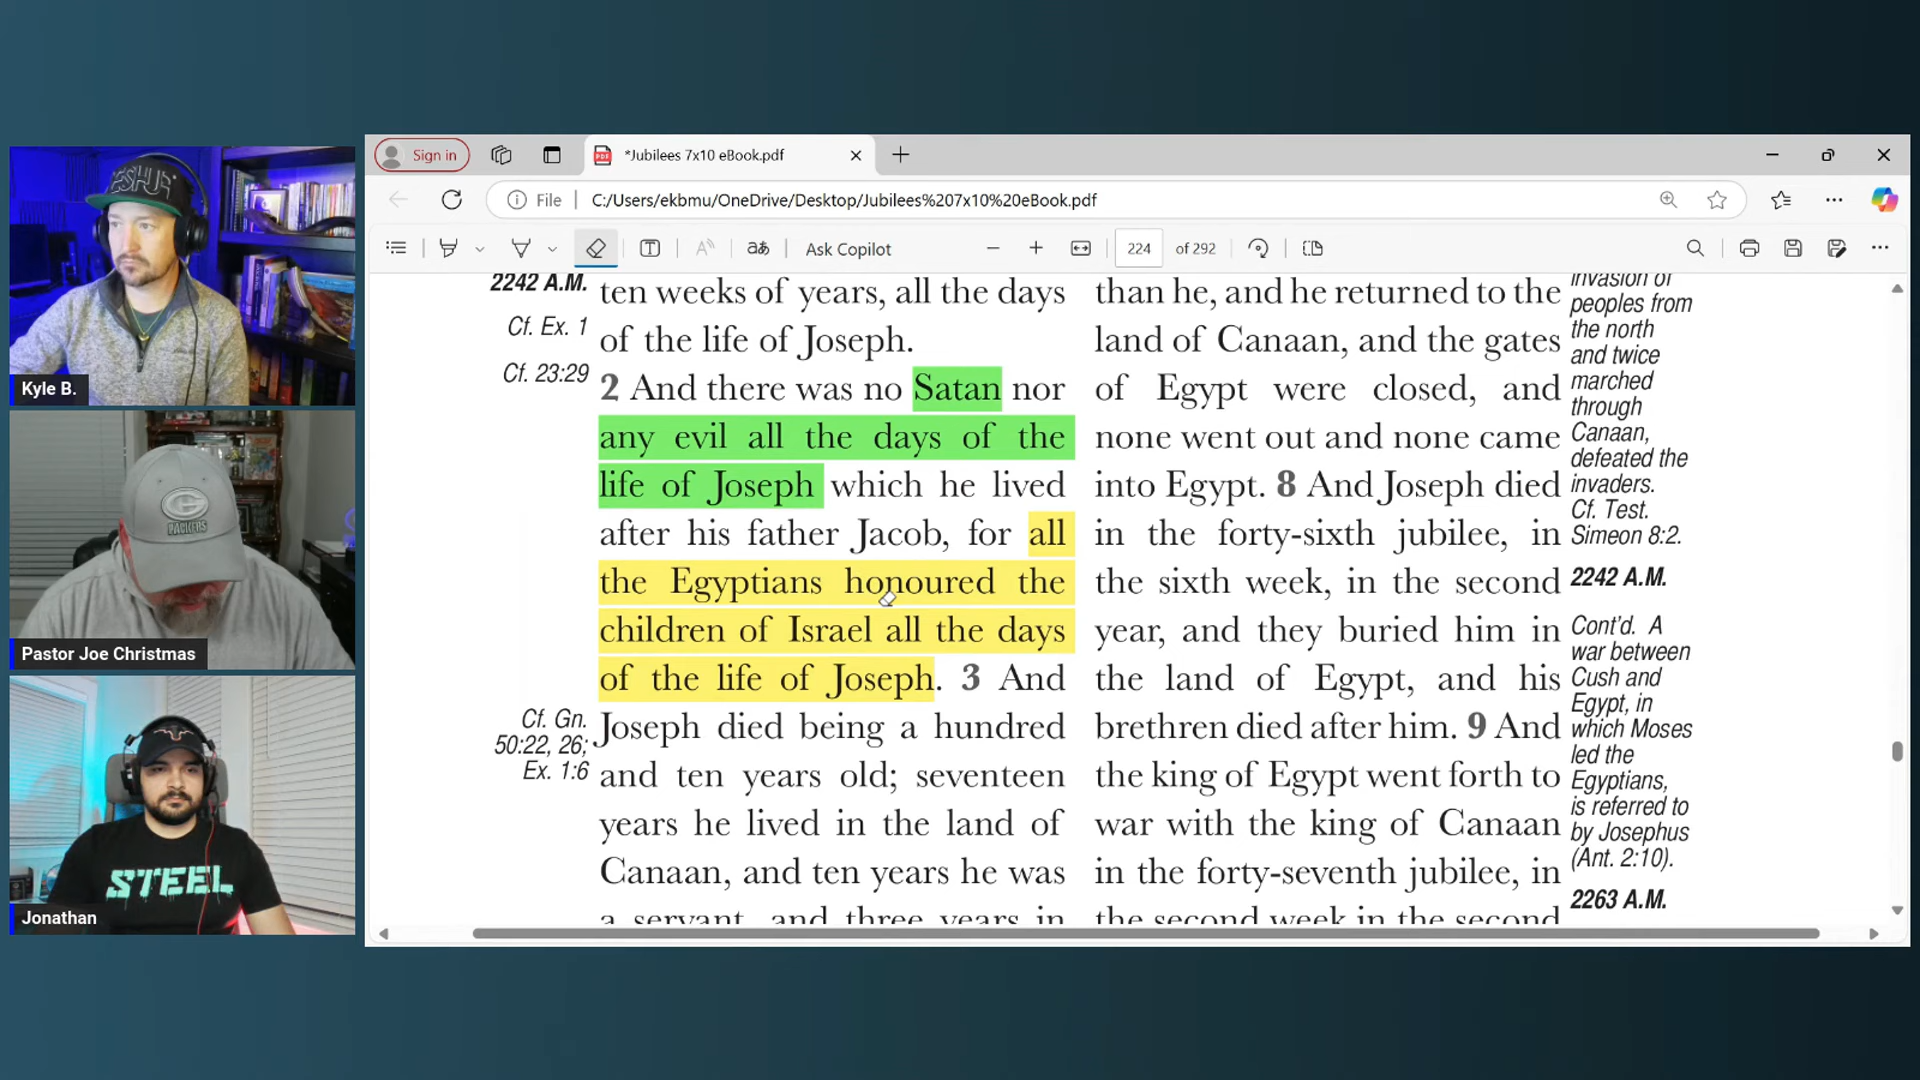 Kyle B.
PACKERS
Pastor Joe Christmas
STEEL
Jonathan
Sign in
*Jubilees 7x10 eBook.pdf
File
C:/Users/ekbmu/OneDrive/Desktop/Jubilees%207x10%20eBook.pdf
Ask Copilot
224 of 292
2242 A.M.
Cf. Ex. 1
Cf. 23:29
Cf. Gn.
50:22, 26;
Ex. 1:6
ten weeks of years, all the days
of the life of Joseph.
2 And there was no Satan nor
any evil all the days of the
life of Joseph which he lived
after his father Jacob, for all
the Egyptians honoured the
children of Israel all the days
of the life of Joseph. 3 And
Joseph died being a hundred
and ten years old; seventeen
years he lived in the land of
Canaan, and ten years he was
a servant, and three years in
than he, and he returned to the
land of Canaan, and the gates
of Egypt were closed, and
none went out and none came
into Egypt. 8 And Joseph died
in the forty-sixth jubilee, in
the sixth week, in the second
year, and they buried him in
the land of Egypt, and his
brethren died after him. 9 And
the king of Egypt went forth to
war with the king of Canaan
in the forty-seventh jubilee, in
the second week in the second
invasion of
peoples from
the north
and twice
marched
through
Canaan,
defeated the
invaders.
Cf. Test.
Simeon 8:2.
2242 A.M.
Cont'd. A
war between
Cush and
Egypt, in
which Moses
led the
Egyptians,
is referred to
by Josephus
(Ant. 2:10).
2263 A.M.